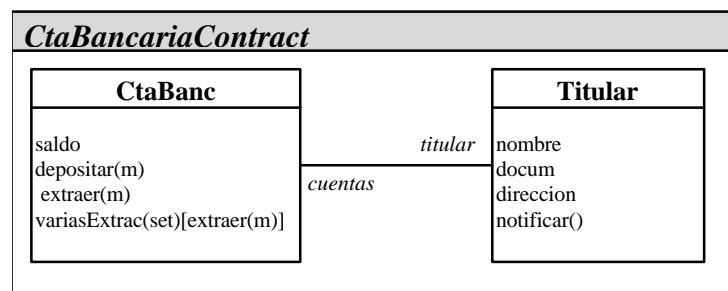 CtaBancariaContract
CtaBanc
saldo
depositar(m)
extraer(m)
variasExtrac(set)[extraer(m)]
titular
cuentas
Titular
nombre
docum
direccion
notificar()